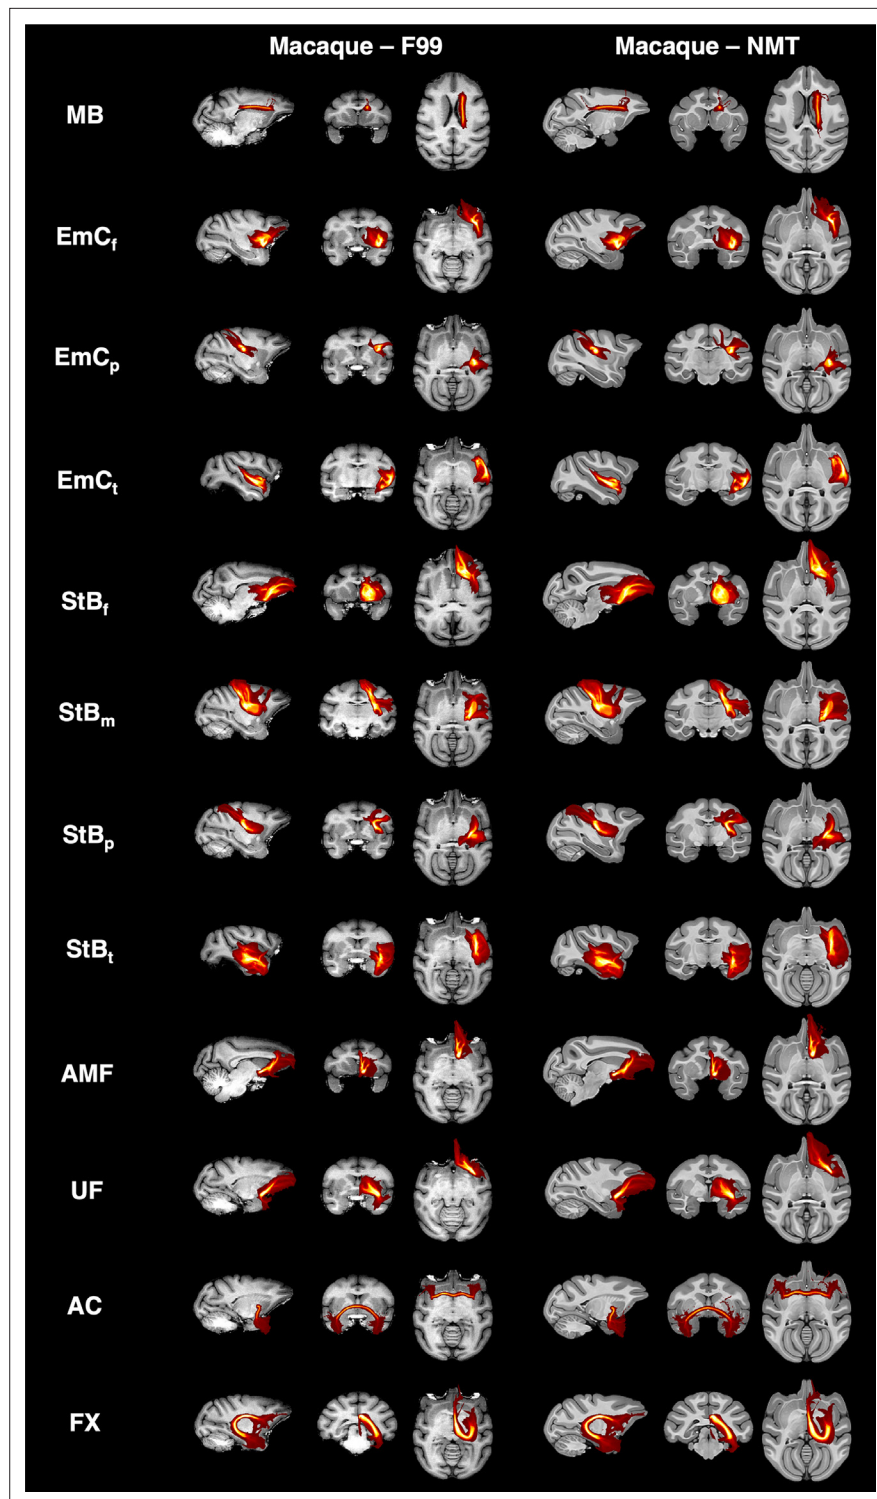 Macaque – F99 Macaque – NMT
MB
EmCf
EmCp
EmCt
StBf
StBm
StBp
StBt
AMF
UF
AC
FX